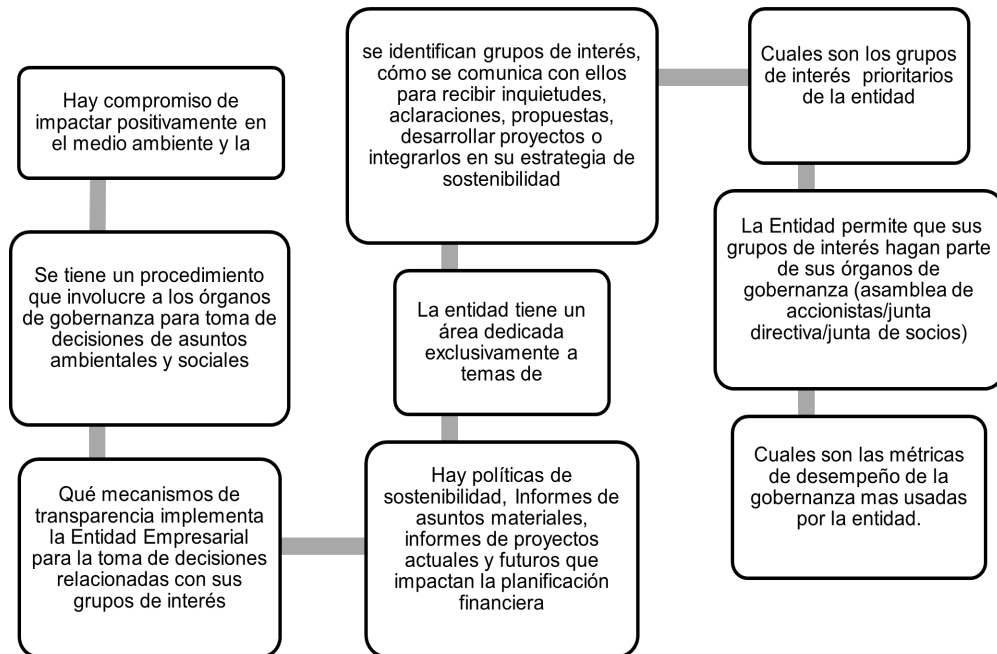 Hay compromiso de
impactar positivamente en
el medio ambiente y la
Se tiene un procedimiento
que involucre a los órganos
de gobernanza para toma de
decisiones de asuntos
ambientales y sociales
Qué mecanismos de
transparencia implementa
la Entidad Empresarial
para la toma de decisiones
relacionadas con sus
grupos de interés
Hay políticas de
sostenibilidad, Informes de
asuntos materiales,
informes de proyectos
actuales y futuros que
impactan la planificación
financiera
La entidad tiene un
área dedicada
exclusivamente a
temas de
se identifican grupos de interés,
cómo se comunica con ellos
para recibir inquietudes,
aclaraciones, propuestas,
desarrollar proyectos o
integrarlos en su estrategia de
sostenibilidad
Cuales son los grupos
de interés prioritarios
de la entidad
La Entidad permite que sus
grupos de interés hagan parte
de sus órganos de
gobernanza (asamblea de
accionistas/junta
directiva/junta de socios)
Cuales son las métricas
de desempeño de la
gobernanza mas usadas
por la entidad.